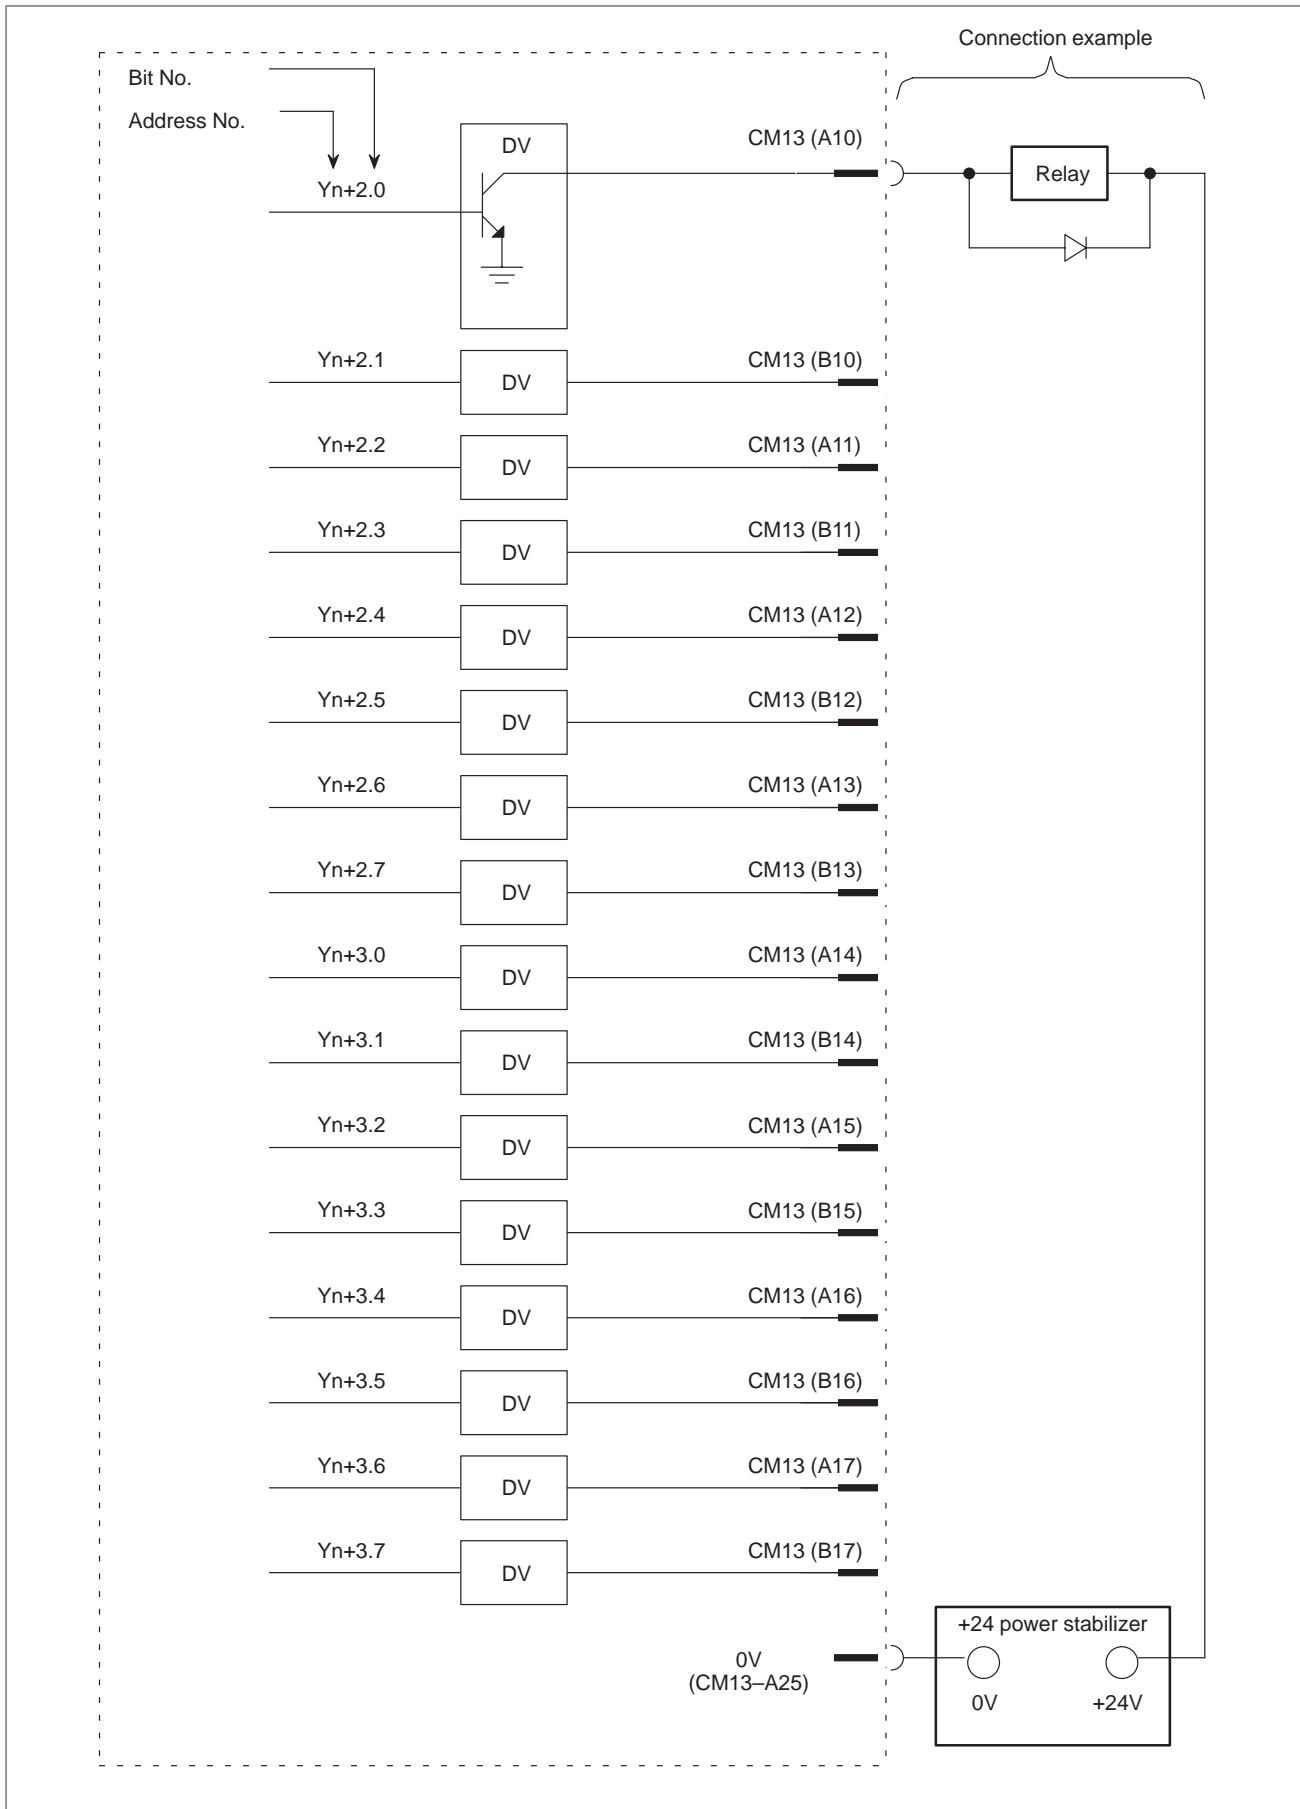 Connection example
Bit No.
Address No.
DV
CM13 (A10)
Relay
Yn+2.0
Yn+2.1
DV
CM13 (B10)
Yn+2.2
DV
CM13 (A11)
Yn+2.3
DV
CM13 (B11)
Yn+2.4
DV
CM13 (A12)
Yn+2.5
DV
CM13 (B12)
Yn+2.6
DV
CM13 (A13)
Yn+2.7
DV
CM13 (B13)
Yn+3.0
DV
CM13 (A14)
Yn+3.1
DV
CM13 (B14)
Yn+3.2
DV
CM13 (A15)
Yn+3.3
DV
CM13 (B15)
Yn+3.4
DV
CM13 (A16)
Yn+3.5
DV
CM13 (B16)
Yn+3.6
DV
CM13 (A17)
Yn+3.7
DV
CM13 (B17)
+24 power stabilizer
0V
(CM13–A25)
0V
+24V